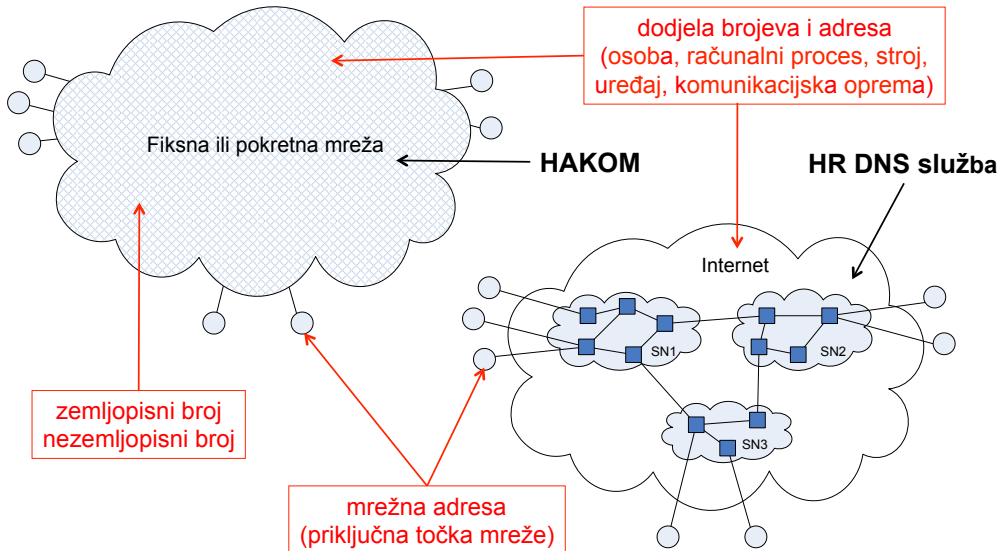 dodjela brojeva i adresa
(osoba, računalni proces, stroj,
uređaj, komunikacijska oprema)
Fiksna ili pokretna mreža
HAKOM
HR DNS služba
Internet
SN1
SN2
SN3
zemljopisni broj
nezemljopisni broj
mrežna adresa
(priključna točka mreže)